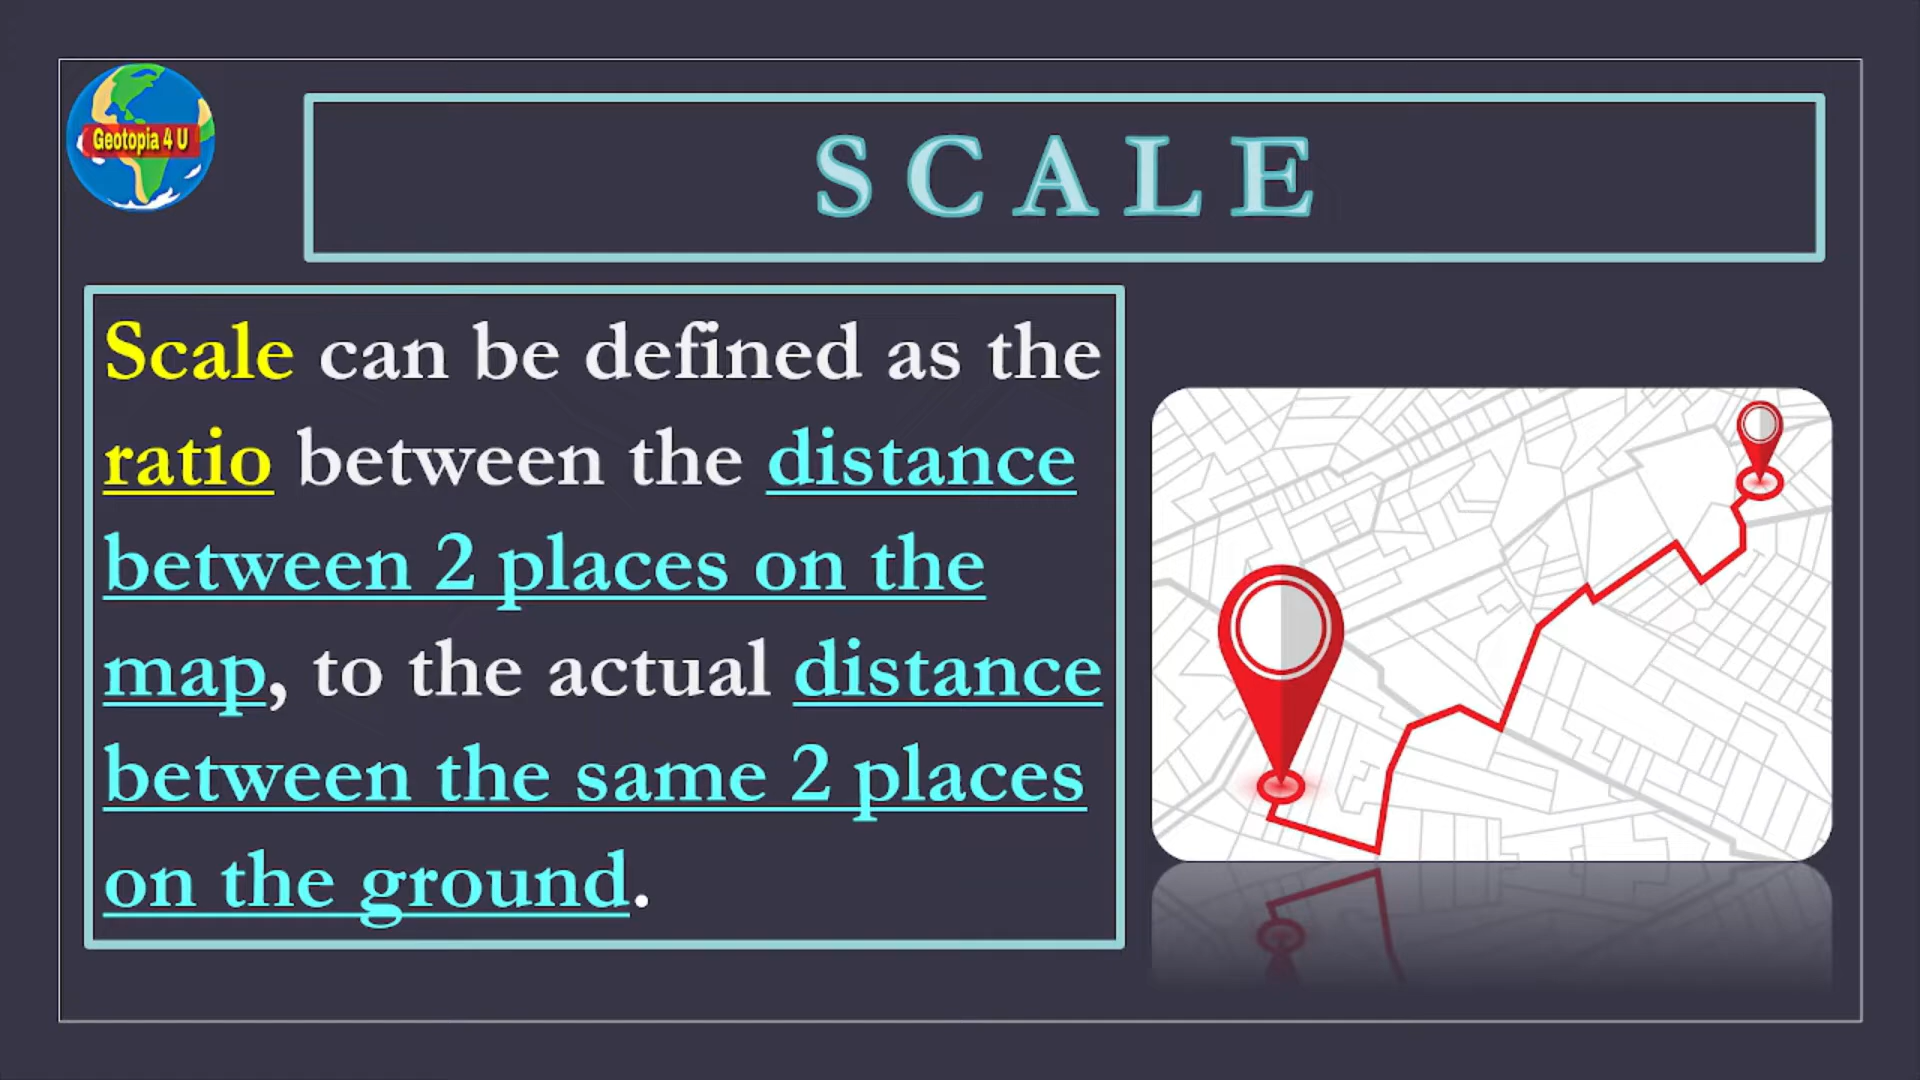 Geotopia 4 U
SCALE
Scale can be defined as the
ratio between the distance
between 2 places on the
map, to the actual distance
between the same 2 places
on the ground.